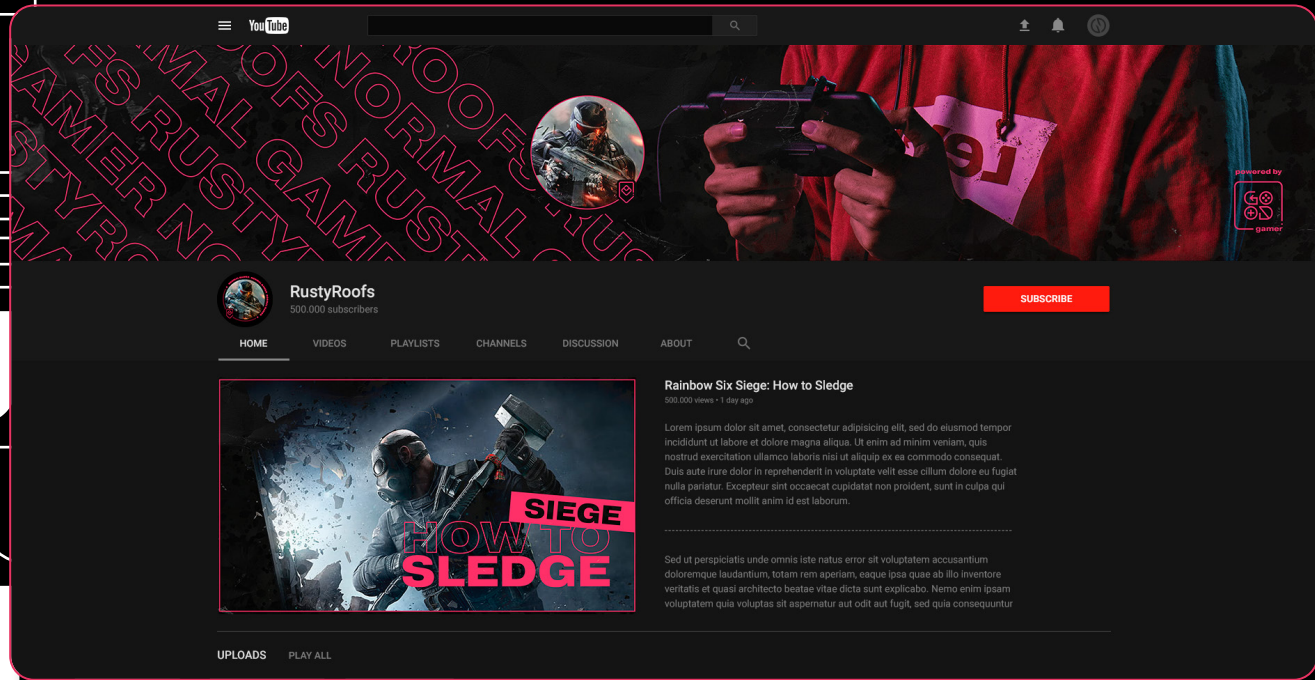 YouTube
NORMAL GAMER
RUSTYROOFS
NORMAL GAMER
RUSTYROOFS
powered by
GOOD
gamer
RustyRoofs
500.000 subscribers
SUBSCRIBE
HOME VIDEOS PLAYLISTS CHANNELS DISCUSSION ABOUT
SIEGE
HOW TO
SLEDGE
Rainbow Six Siege: How to Sledge
500.000 views • 1 day ago
Lorem ipsum dolor sit amet, consectetur adipisicing elit, sed do eiusmod tempor
incididunt ut labore et dolore magna aliqua. Ut enim ad minim veniam, quis
nostrud exercitation ullamco laboris nisi ut aliquip ex ea commodo consequat.
Duis aute irure dolor in reprehenderit in voluptate velit esse cillum dolore eu fugiat
nulla pariatur. Excepteur sint occaecat cupidatat non proident, sunt in culpa qui
officia deserunt mollit anim id est laborum.
Sed ut perspiciatis unde omnis iste natus error sit voluptatem accusantium
doloremque laudantium, totam rem aperiam, eaque ipsa quae ab illo inventore
veritatis et quasi architecto beatae vitae dicta sunt explicabo. Nemo enim ipsam
voluptatem quia voluptas sit aspernatur aut odit aut fugit, sed quia consequuntur
UPLOADS PLAY ALL